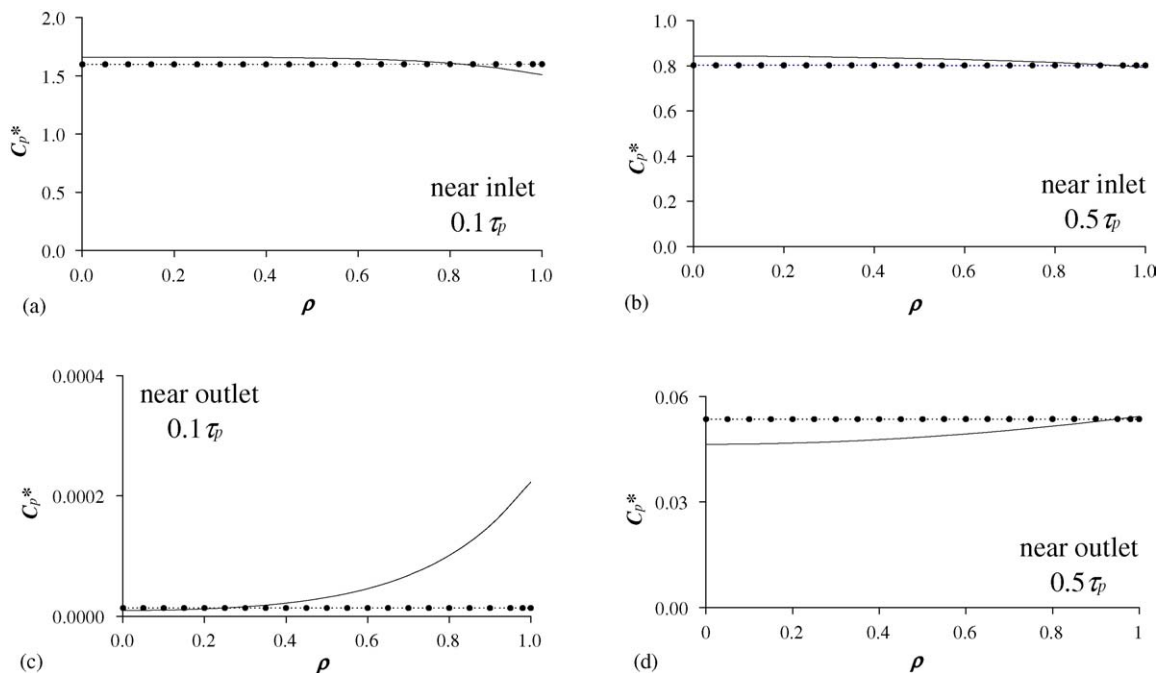 2.0
1.5
1.0
0.5
0.0
Cp*
near inlet
0.1 τp
0.0 0.2 0.4 0.6 0.8 1.0
(a)
ρ
1.0
0.8
0.6
0.4
0.2
0.0
Cp*
near inlet
0.5 τp
0.0 0.2 0.4 0.6 0.8 1.0
(b)
ρ
0.0004
0.0002
0.0000
Cp*
near outlet
0.1 τp
0.0 0.2 0.4 0.6 0.8 1.0
(c)
ρ
0.06
0.03
0.00
Cp*
near outlet
0.5 τp
0 0.2 0.4 0.6 0.8 1
(d)
ρ